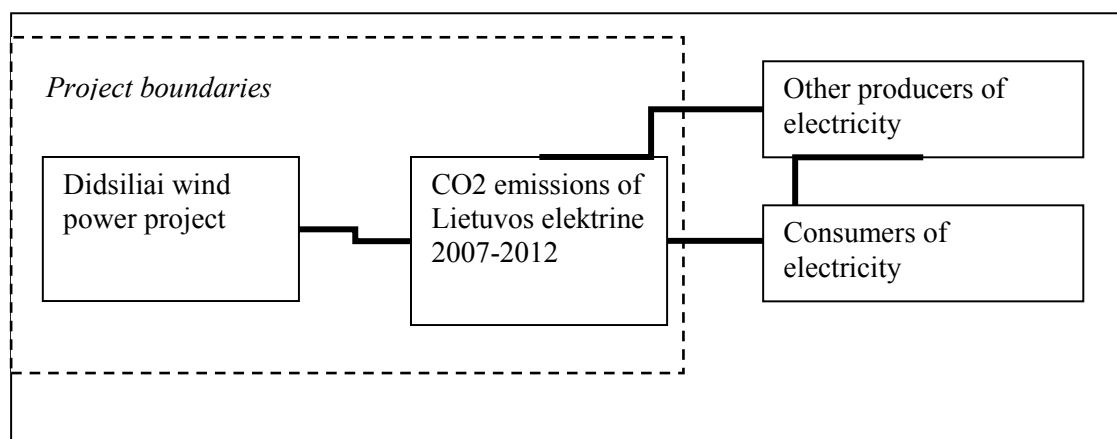 Project boundaries
Didsiliai wind
power project
CO2 emissions of
Lietuvos elektrine
2007-2012
Other producers of
electricity
Consumers of
electricity